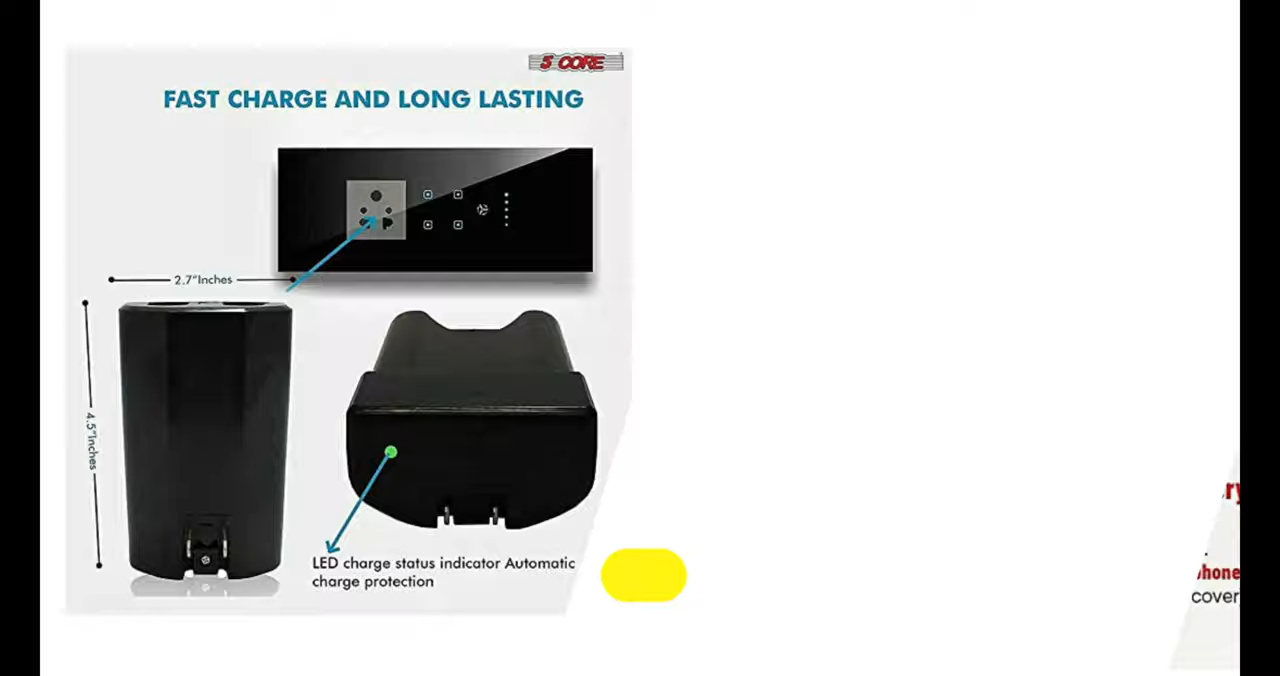 5 CORE
FAST CHARGE AND LONG LASTING
2.7"Inches
4.5"Inches
LED charge status indicator Automatic
charge protection
cover